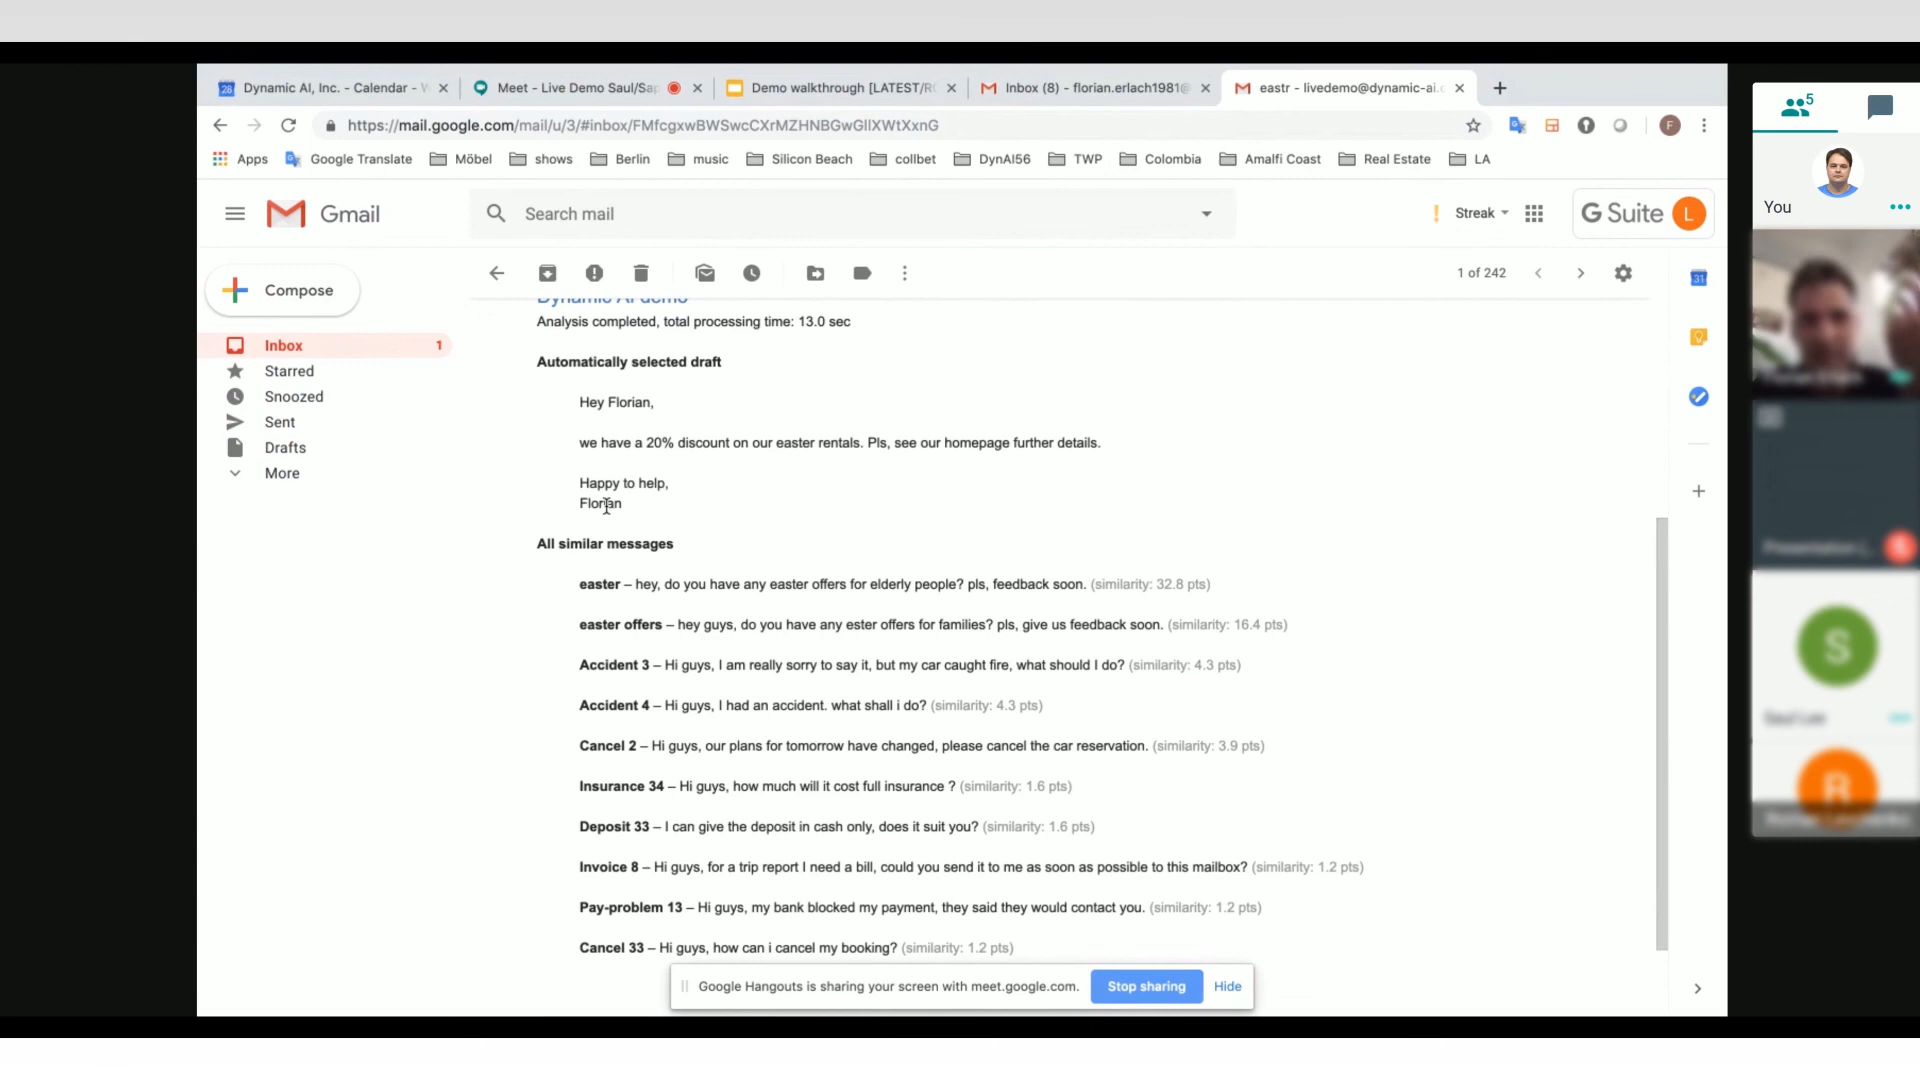 Dynamic AI, Inc. - Calendar - W
Meet - Live Demo Saul/Sap
Demo walkthrough [LATEST/RO
Inbox (8) - florian.erlach1981@
eastr - livedemo@dynamic-ai.c
https://mail.google.com/mail/u/3/#inbox/FMfcgxwBWSwcCXrMZHNBGwGlIXWtXxnG
F
Apps
Google Translate
Möbel
shows
Berlin
music
Silicon Beach
collbet
DynAI56
TWP
Colombia
Amalfi Coast
Real Estate
LA
Gmail
Search mail
Streak
G Suite
L
Compose
1 of 242
Inbox 1
Starred
Snoozed
Sent
Drafts
More
Dynamic AI demo
Analysis completed, total processing time: 13.0 sec
Automatically selected draft
Hey Florian,
we have a 20% discount on our easter rentals. Pls, see our homepage further details.
Happy to help,
Florian
All similar messages
easter – hey, do you have any easter offers for elderly people? pls, feedback soon. (similarity: 32.8 pts)
easter offers – hey guys, do you have any ester offers for families? pls, give us feedback soon. (similarity: 16.4 pts)
Accident 3 – Hi guys, I am really sorry to say it, but my car caught fire, what should I do? (similarity: 4.3 pts)
Accident 4 – Hi guys, I had an accident. what shall i do? (similarity: 4.3 pts)
Cancel 2 – Hi guys, our plans for tomorrow have changed, please cancel the car reservation. (similarity: 3.9 pts)
Insurance 34 – Hi guys, how much will it cost full insurance ? (similarity: 1.6 pts)
Deposit 33 – I can give the deposit in cash only, does it suit you? (similarity: 1.6 pts)
Invoice 8 – Hi guys, for a trip report I need a bill, could you send it to me as soon as possible to this mailbox? (similarity: 1.2 pts)
Pay-problem 13 – Hi guys, my bank blocked my payment, they said they would contact you. (similarity: 1.2 pts)
Cancel 33 – Hi guys, how can i cancel my booking? (similarity: 1.2 pts)
Google Hangouts is sharing your screen with meet.google.com.
Stop sharing
Hide
28
31
5
You
S
R